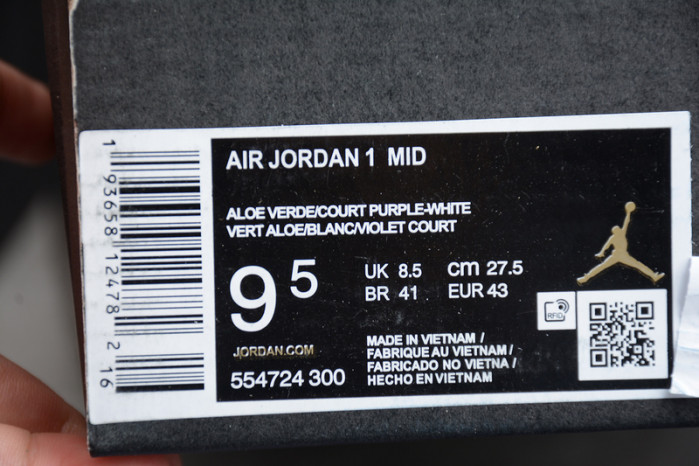 AIR JORDAN 1 MID
ALOE VERDE/COURT PURPLE-WHITE
VERT ALOE/BLANC/VIOLET COURT
9 5
UK 8.5 cm 27.5
BR 41 EUR 43
RFID
JORDAN.COM
554724 300
MADE IN VIETNAM /
FABRIQUE AU VIETNAM /
FABRICADO NO VIETNA /
HECHO EN VIETNAM
1 93658 12478 2 16